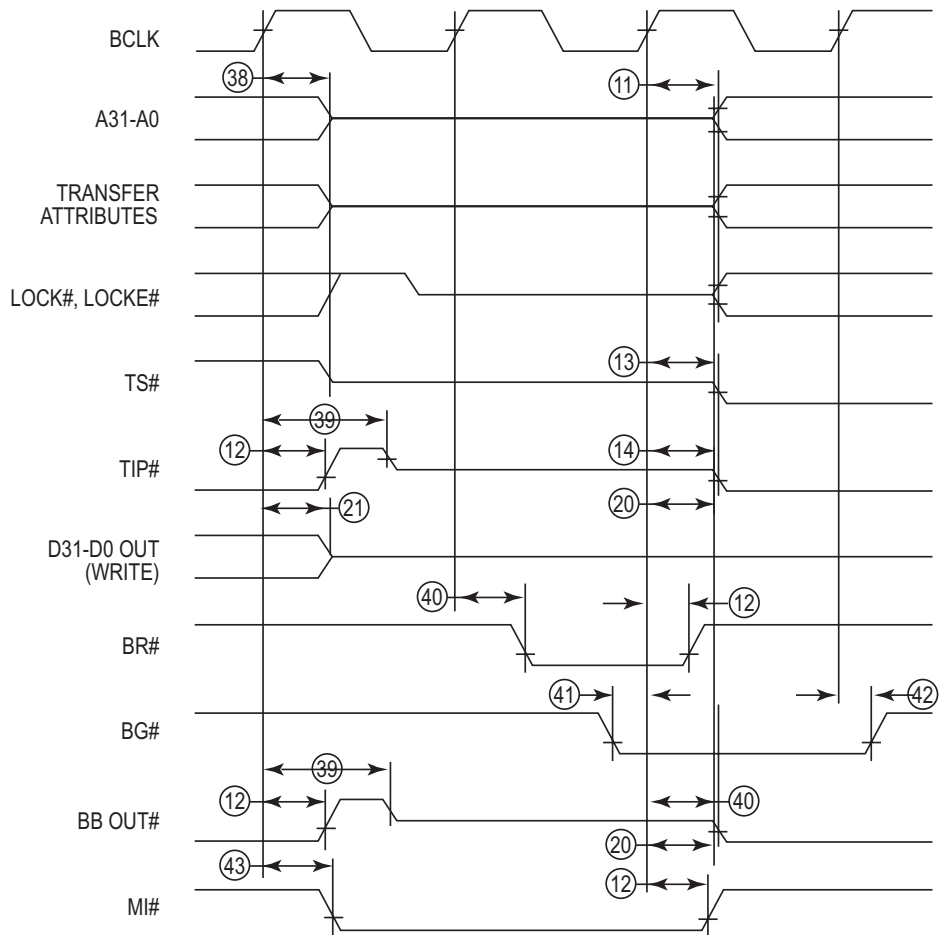 BCLK
38
11
A31-A0
TRANSFER
ATTRIBUTES
LOCK#, LOCKE#
13
TS#
39
12
14
TIP#
21
20
D31-D0 OUT
(WRITE)
40
12
BR#
41
42
BG#
39
12
40
BB OUT#
20
43
12
MI#